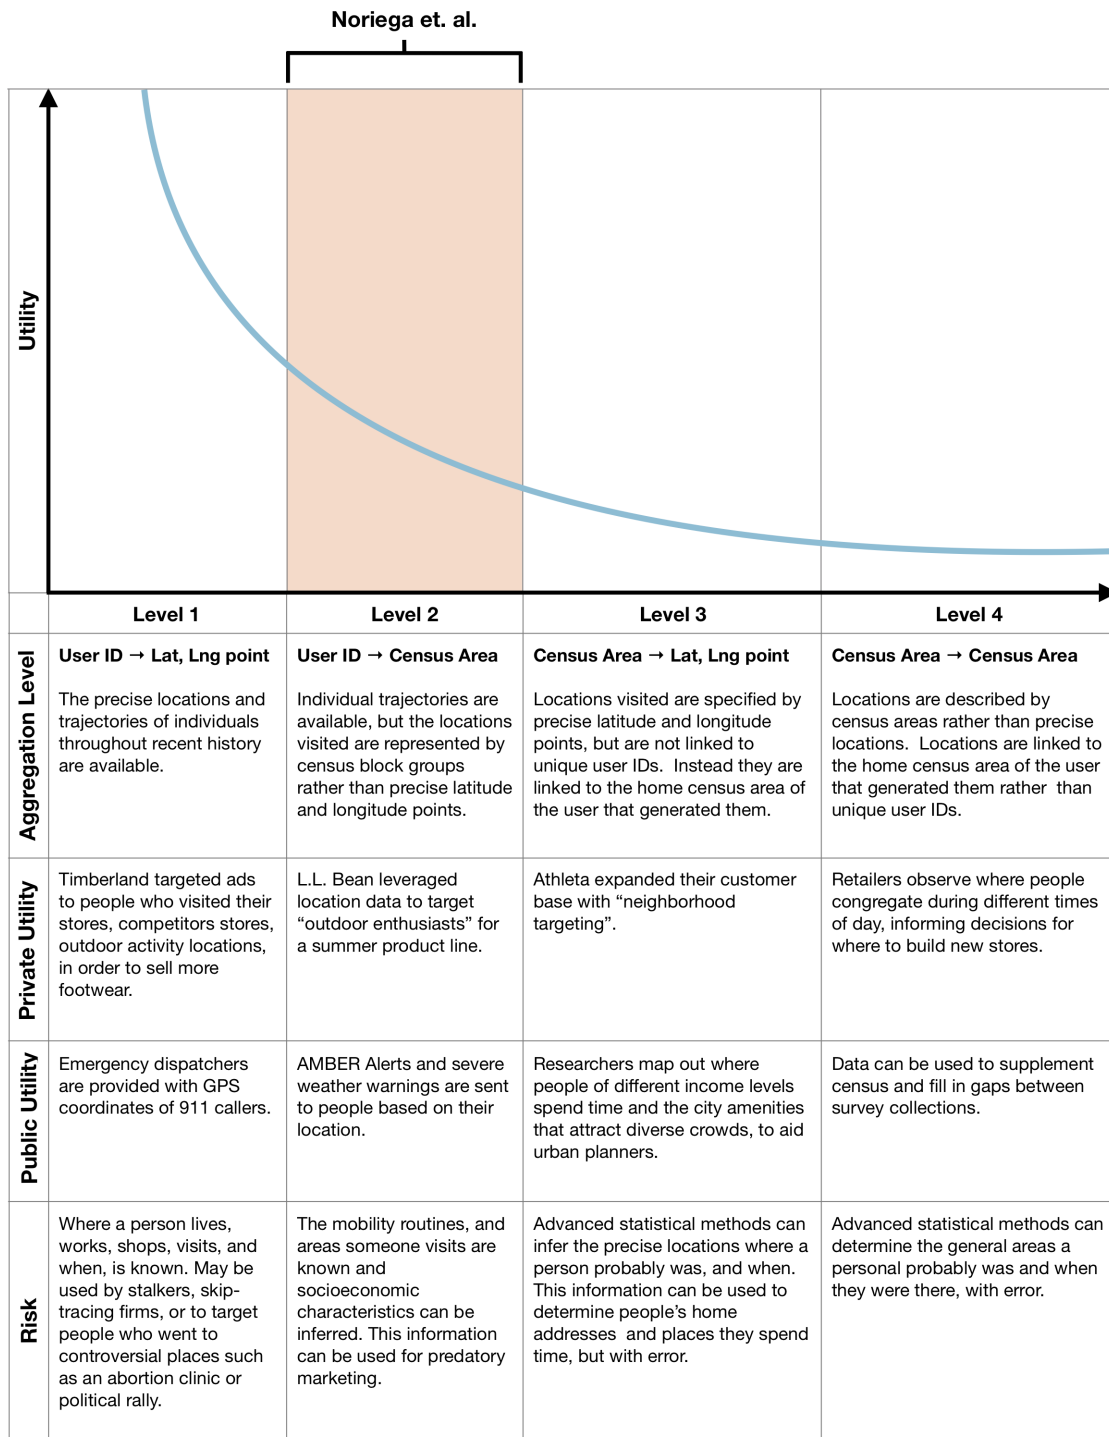 Noriega et. al.
Utility
Level 1
Level 2
Level 3
Level 4
Aggregation Level
User ID → Lat, Lng point
The precise locations and
trajectories of individuals
throughout recent history
are available.
User ID → Census Area
Individual trajectories are
available, but the locations
visited are represented by
census block groups
rather than precise latitude
and longitude points.
Census Area → Lat, Lng point
Locations visited are specified by
precise latitude and longitude
points, but are not linked to
unique user IDs.  Instead they are
linked to the home census area of
the user that generated them.
Census Area → Census Area
Locations are described by
census areas rather than precise
locations.  Locations are linked to
the home census area of the user
that generated them rather  than
unique user IDs.
Private Utility
Timberland targeted ads
to people who visited their
stores, competitors stores,
outdoor activity locations,
in order to sell more
footwear.
L.L. Bean leveraged
location data to target
“outdoor enthusiasts” for
a summer product line.
Athleta expanded their customer
base with “neighborhood
targeting”.
Retailers observe where people
congregate during different times
of day, informing decisions for
where to build new stores.
Public Utility
Emergency dispatchers
are provided with GPS
coordinates of 911 callers.
AMBER Alerts and severe
weather warnings are sent
to people based on their
location.
Researchers map out where
people of different income levels
spend time and the city amenities
that attract diverse crowds, to aid
urban planners.
Data can be used to supplement
census and fill in gaps between
survey collections.
Risk
Where a person lives,
works, shops, visits, and
when, is known. May be
used by stalkers, skip-
tracing firms, or to target
people who went to
controversial places such
as an abortion clinic or
political rally.
The mobility routines, and
areas someone visits are
known and
socioeconomic
characteristics can be
inferred. This information
can be used for predatory
marketing.
Advanced statistical methods can
infer the precise locations where a
person probably was, and when.
This information can be used to
determine people’s home
addresses  and places they spend
time, but with error.
Advanced statistical methods can
determine the general areas a
personal probably was and when
they were there, with error.